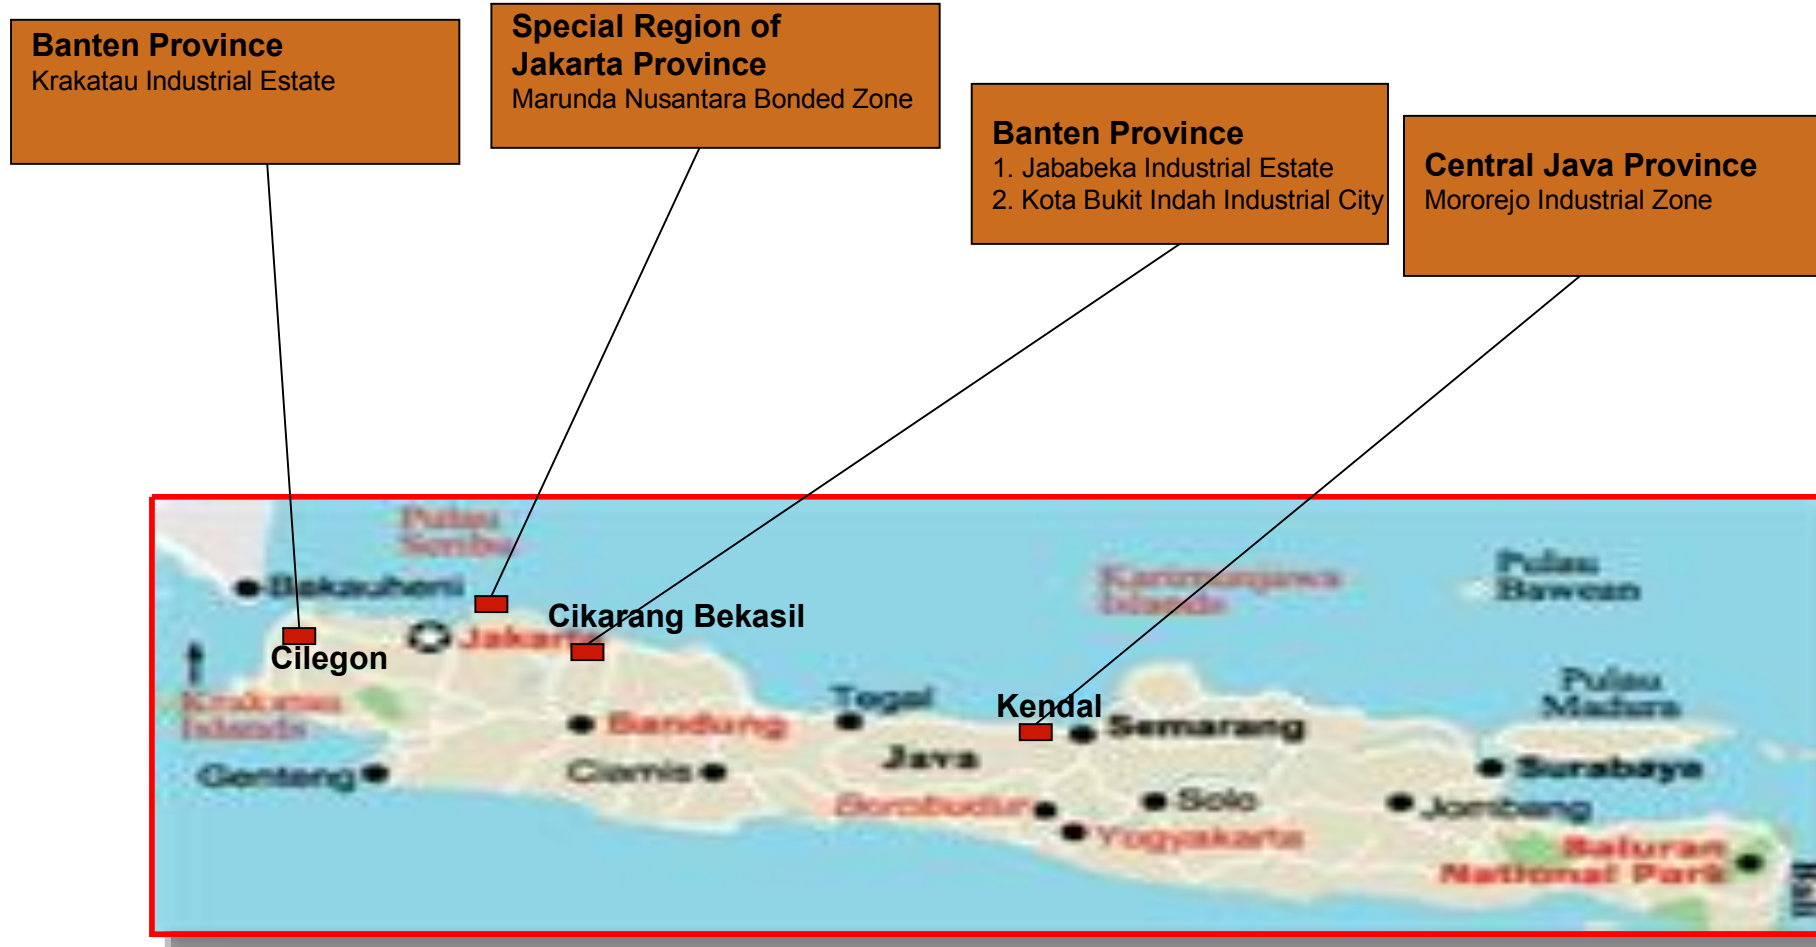 Banten Province
Krakatau Industrial Estate
Special Region of
Jakarta Province
Marunda Nusantara Bonded Zone
Banten Province
1. Jababeka Industrial Estate
2. Kota Bukit Indah Industrial City
Central Java Province
Mororejo Industrial Zone
Pulau
Seribu
Bakauheni
Cilegon
Jakarta
Cikarang Bekasil
Karimunjawa
Islands
Pulau
Bawean
Krakatau
Islands
Bandung
Tegal
Kendal
Semarang
Pulau
Madura
Genteng
Ciamis
Java
Surabaya
Borobudur
Solo
Jombang
Yogyakarta
Baluran
National Park
Bali